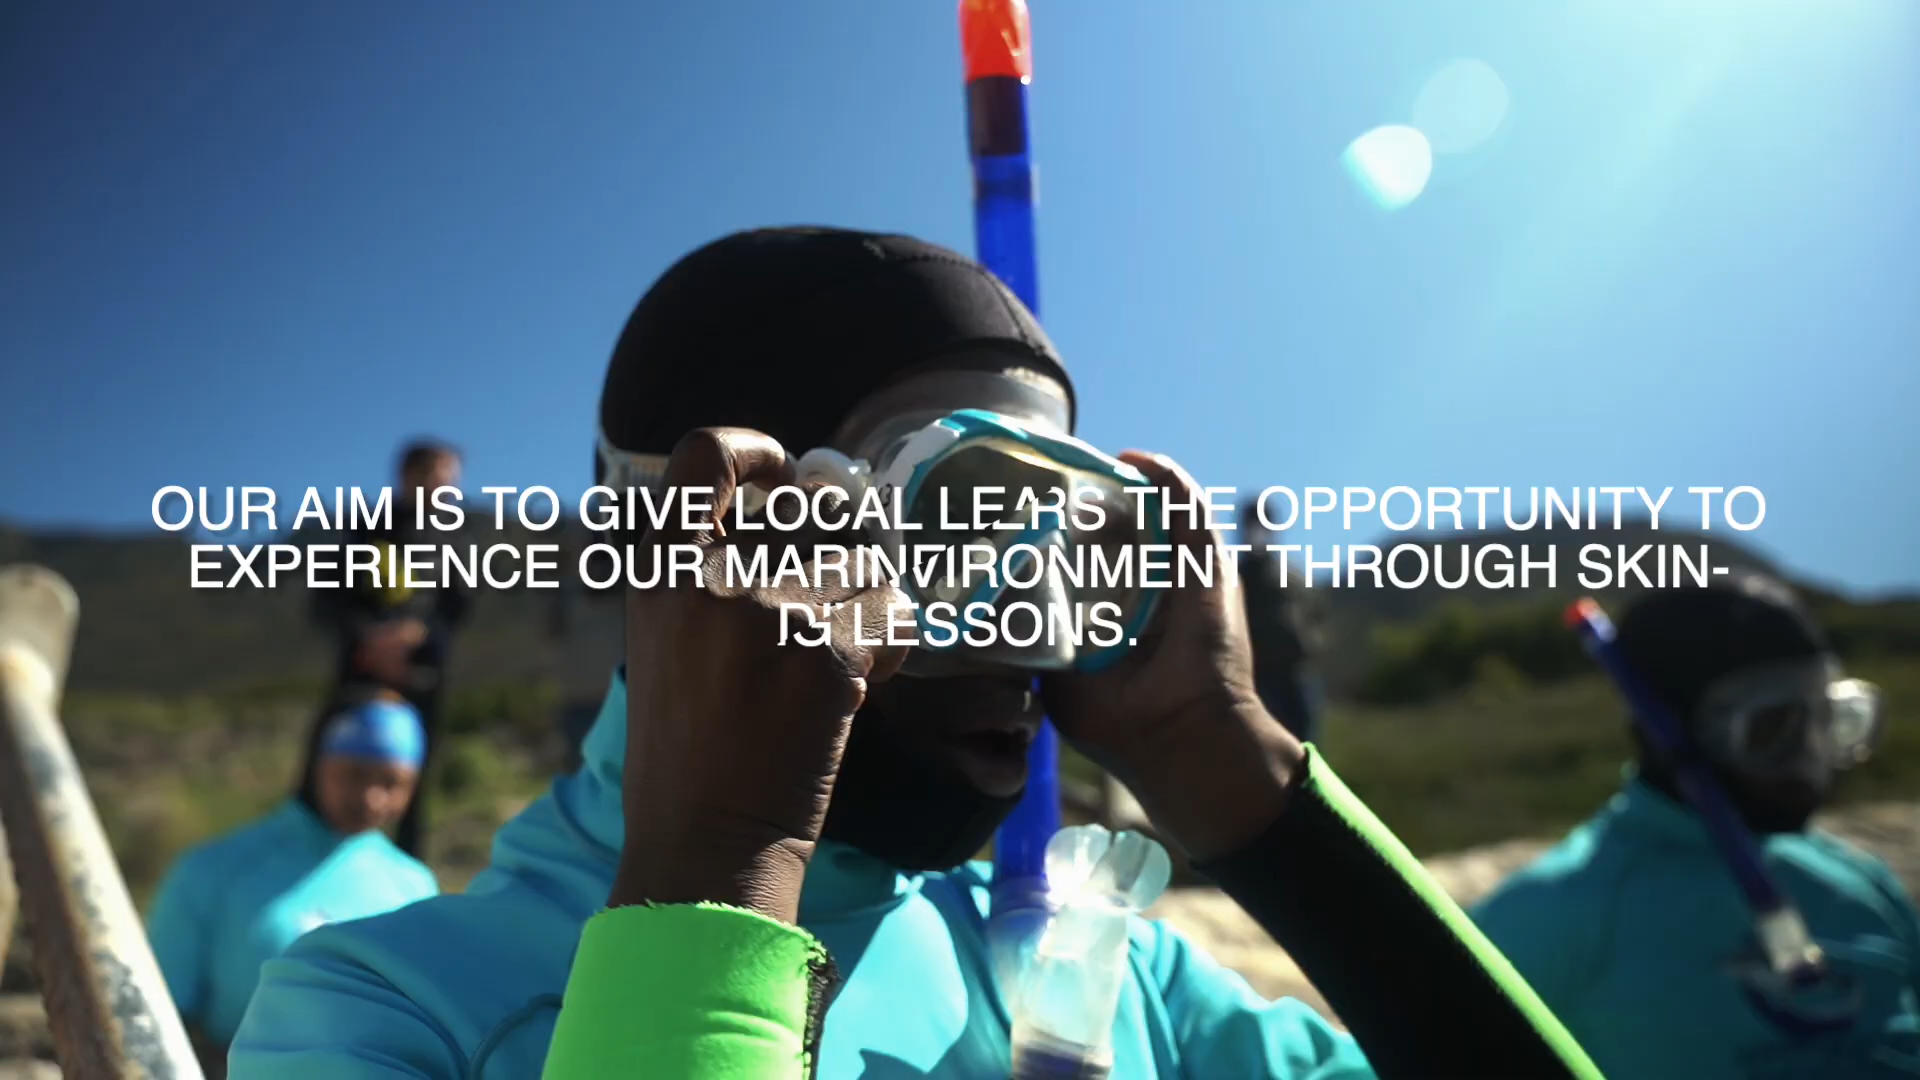 OUR AIM IS TO GIVE LOCAL THE OPPORTUNITY TO
EXPERIENCE OUR THROUGH SKIN-
LESSONS.